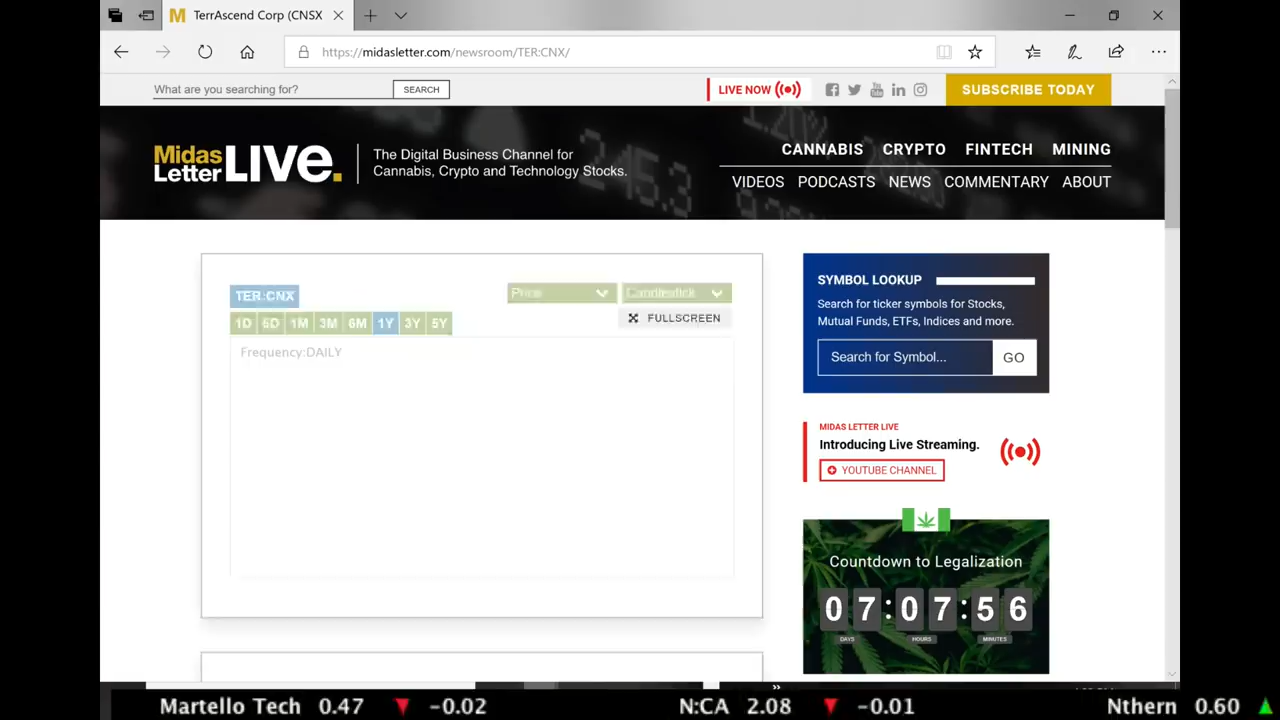 TerrAscend Corp (CNSX
https://midasletter.com/newsroom/TER:CNX/
What are you searching for?
SEARCH
LIVE NOW
SUBSCRIBE TODAY
Midas Letter LIVE.
The Digital Business Channel for
Cannabis, Crypto and Technology Stocks.
CANNABIS CRYPTO FINTECH MINING
VIDEOS PODCASTS NEWS COMMENTARY ABOUT
TER:CNX
Price
Candlestick
1D 5D 1M 3M 6M 1Y 3Y 5Y
FULLSCREEN
Frequency:DAILY
SYMBOL LOOKUP
Search for ticker symbols for Stocks,
Mutual Funds, ETFs, Indices and more.
Search for Symbol...
GO
MIDAS LETTER LIVE
Introducing Live Streaming.
YOUTUBE CHANNEL
Countdown to Legalization
07:07:56
DAYS HOURS MINUTES
Martello Tech 0.47 -0.02 N:CA 2.08 -0.01 Nthern 0.60